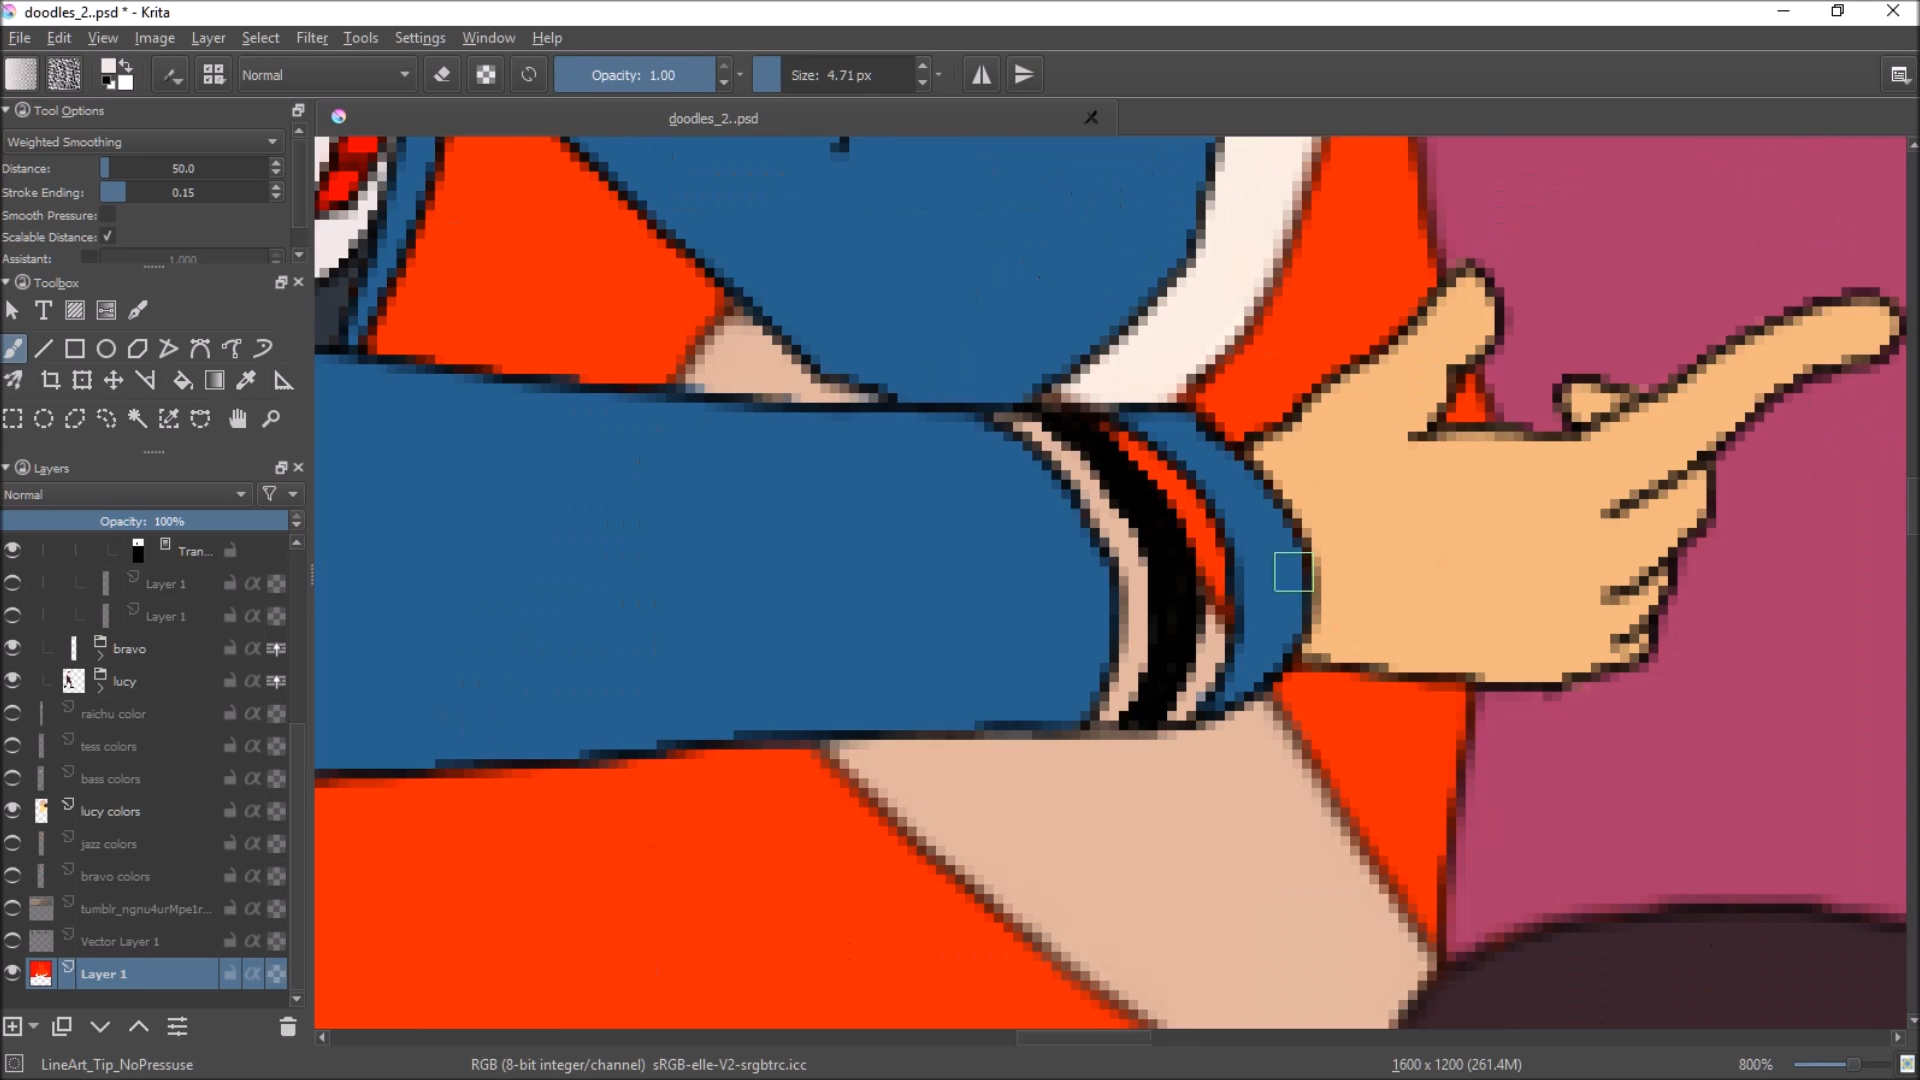 doodles_2..psd * - Krita
File Edit View Image Layer Select Filter Tools Settings Window Help
Normal Opacity: 1.00 Size: 4.71 px
Tool Options
doodles_2..psd
Weighted Smoothing
Distance: 50.0
Stroke Ending: 0.15
Smooth Pressure:
Scalable Distance:
Assistant: 1.000
Toolbox
Layers
Normal
Opacity: 100%
Tran...
Layer 1
Layer 1
bravo
lucy
raichu color
tess colors
bass colors
lucy colors
jazz colors
bravo colors
tumblr_ngnu4urMpe1r...
Vector Layer 1
Layer 1
LineArt_Tip_NoPressuse RGB (8-bit integer/channel) sRGB-elle-V2-srgbtrc.icc 1600 x 1200 (261.4M) 800%